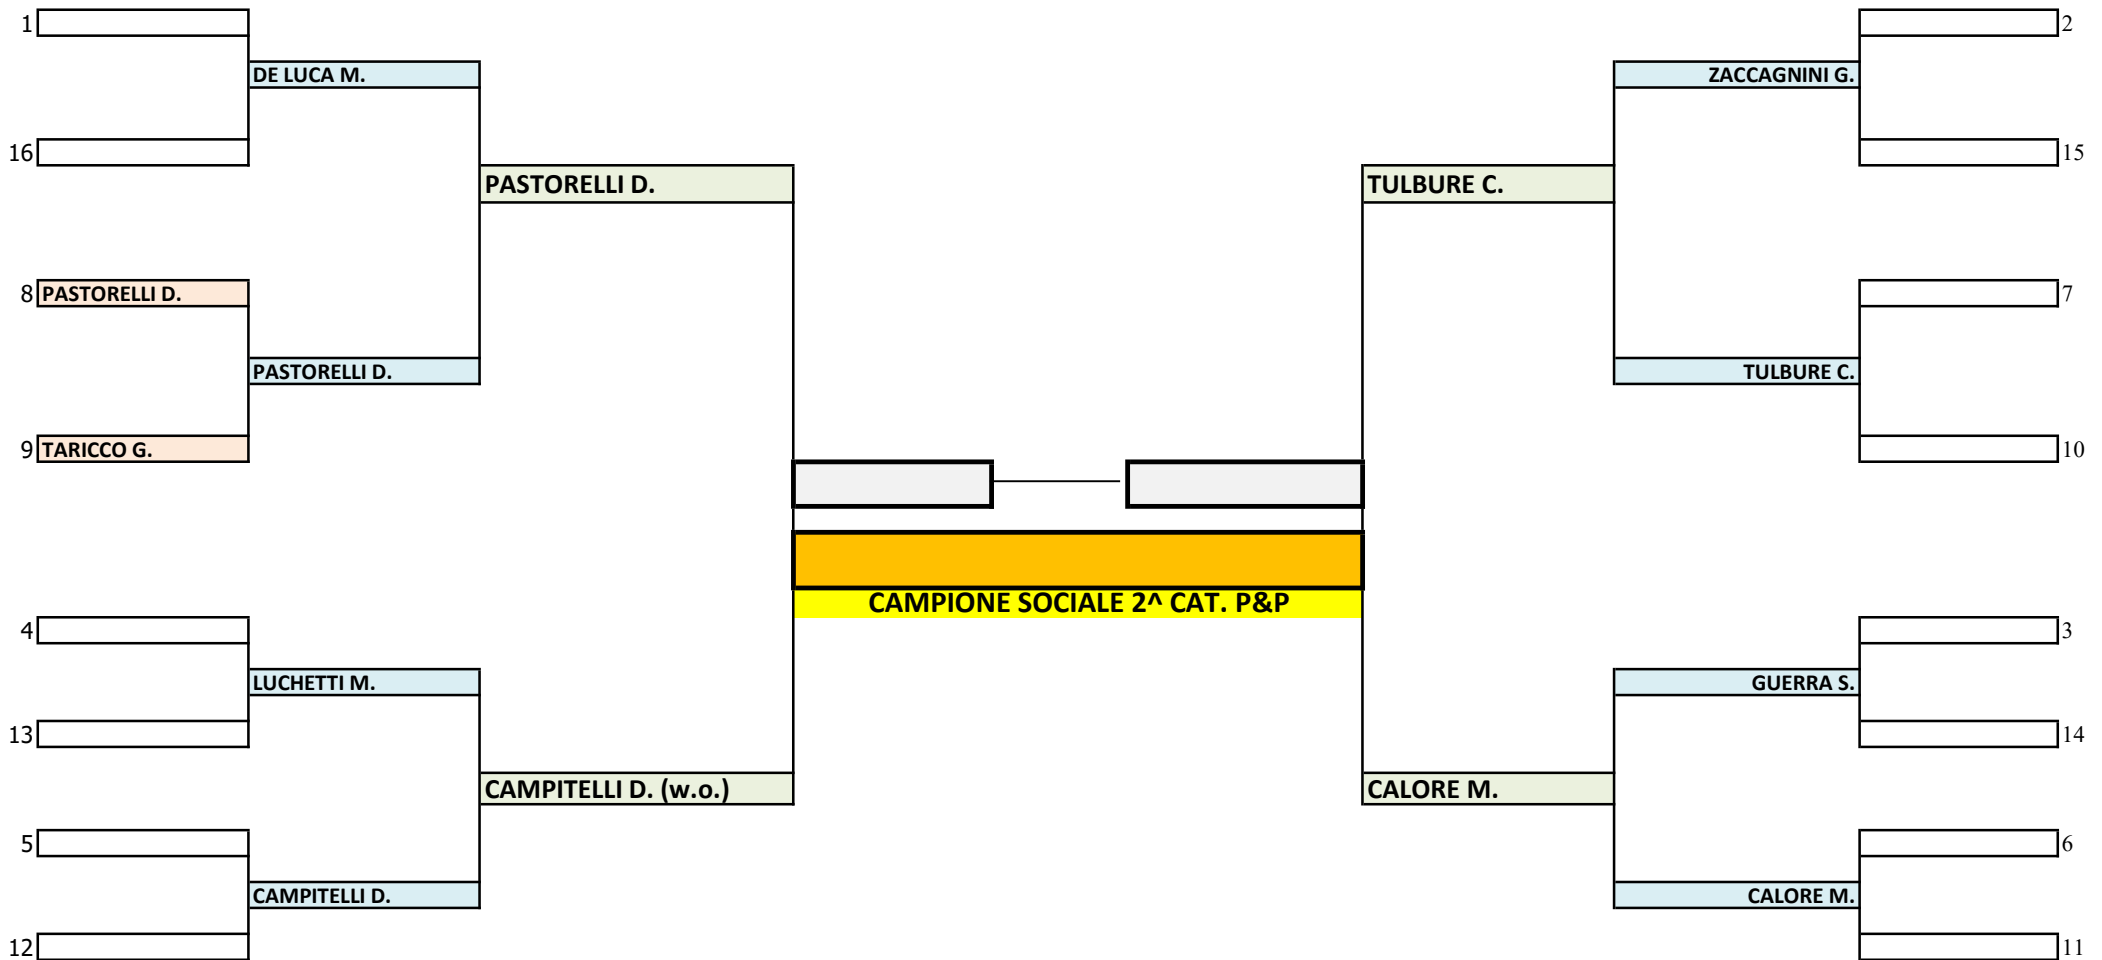 1
2
DE LUCA M.
ZACCAGNINI G.
16
15
PASTORELLI D.
TULBURE C.
8 PASTORELLI D.
7
PASTORELLI D.
TULBURE C.
9 TARICCO G.
10
CAMPIONE SOCIALE 2^ CAT. P&P
4
3
LUCHETTI M.
GUERRA S.
13
14
CAMPITELLI D. (w.o.)
CALORE M.
5
6
CAMPITELLI D.
CALORE M.
12
11